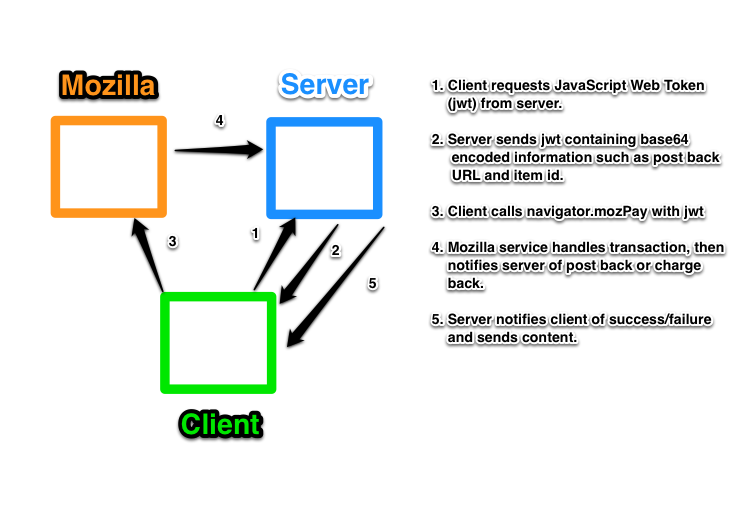 Mozilla
Server
4
3
1
2
5
Client
1. Client requests JavaScript Web Token
(jwt) from server.
2. Server sends jwt containing base64
encoded information such as post back
URL and item id.
3. Client calls navigator.mozPay with jwt
4. Mozilla service handles transaction, then
notifies server of post back or charge
back.
5. Server notifies client of success/failure
and sends content.